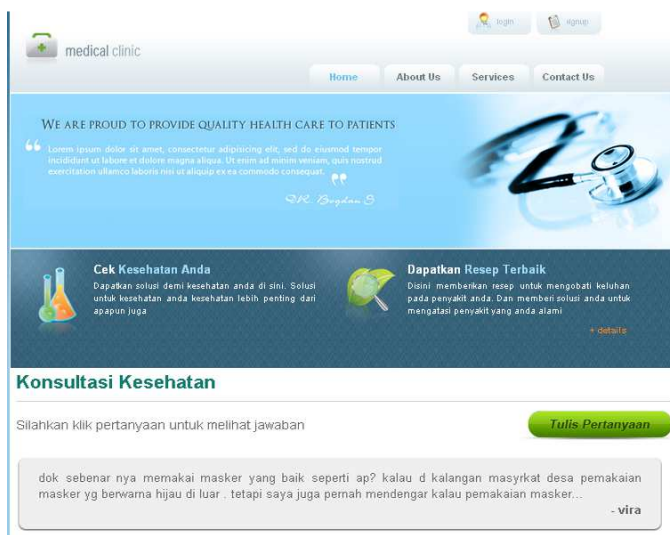 login signup
medical clinic
Home About Us Services Contact Us
WE ARE PROUD TO PROVIDE QUALITY HEALTH CARE TO PATIENTS
“ Lorem ipsum dolor sit amet, consectetur adipisicing elit, sed do eiusmod tempor
incididunt ut labore et dolore magna aliqua. Ut enim ad minim veniam, quis nostrud
exercitation ullamco laboris nisi ut aliquip ex ea commodo consequat. ”
DR. Bogdan S
Cek Kesehatan Anda
Dapatkan solusi demi kesehatan anda di sini. Solusi
untuk kesehatan anda kesehatan lebih penting dari
apapun juga
Dapatkan Resep Terbaik
Disini memberikan resep untuk mengobati keluhan
pada penyakit anda. Dan memberi solusi anda untuk
mengatasi penyakit yang anda alami
+ details
Konsultasi Kesehatan
Silahkan klik pertanyaan untuk melihat jawaban
Tulis Pertanyaan
dok sebenar nya memakai masker yang baik seperti ap? kalau d kalangan masyrkat desa pemakaian
masker yg berwarna hijau di luar . tetapi saya juga pernah mendengar kalau pemakaian masker...
- vira